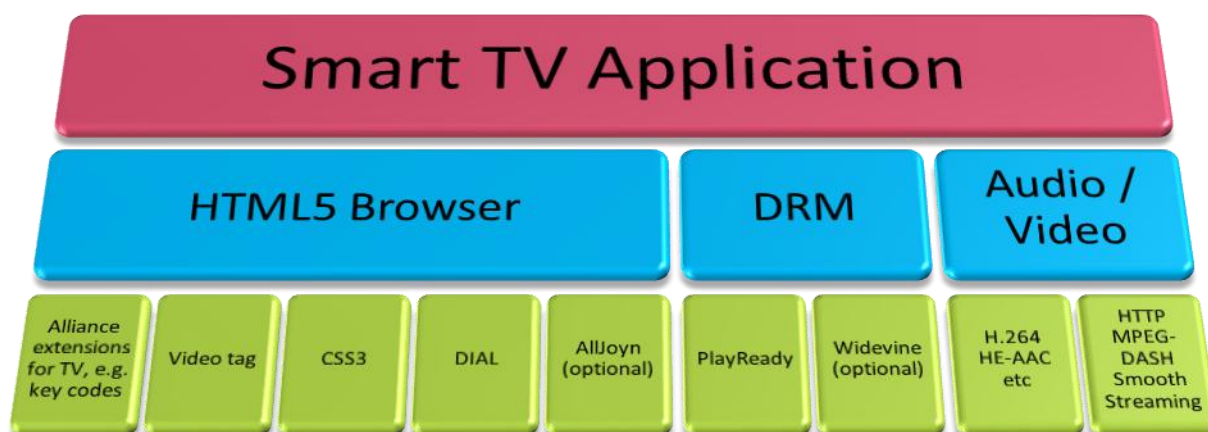 Smart TV Application
HTML5 Browser
DRM
Audio /
Video
Alliance
extensions
for TV, e.g.
key codes
Video tag
CSS3
DIAL
AllJoyn
(optional)
PlayReady
Widevine
(optional)
H.264
HE-AAC
etc
HTTP
MPEG-
DASH
Smooth
Streaming